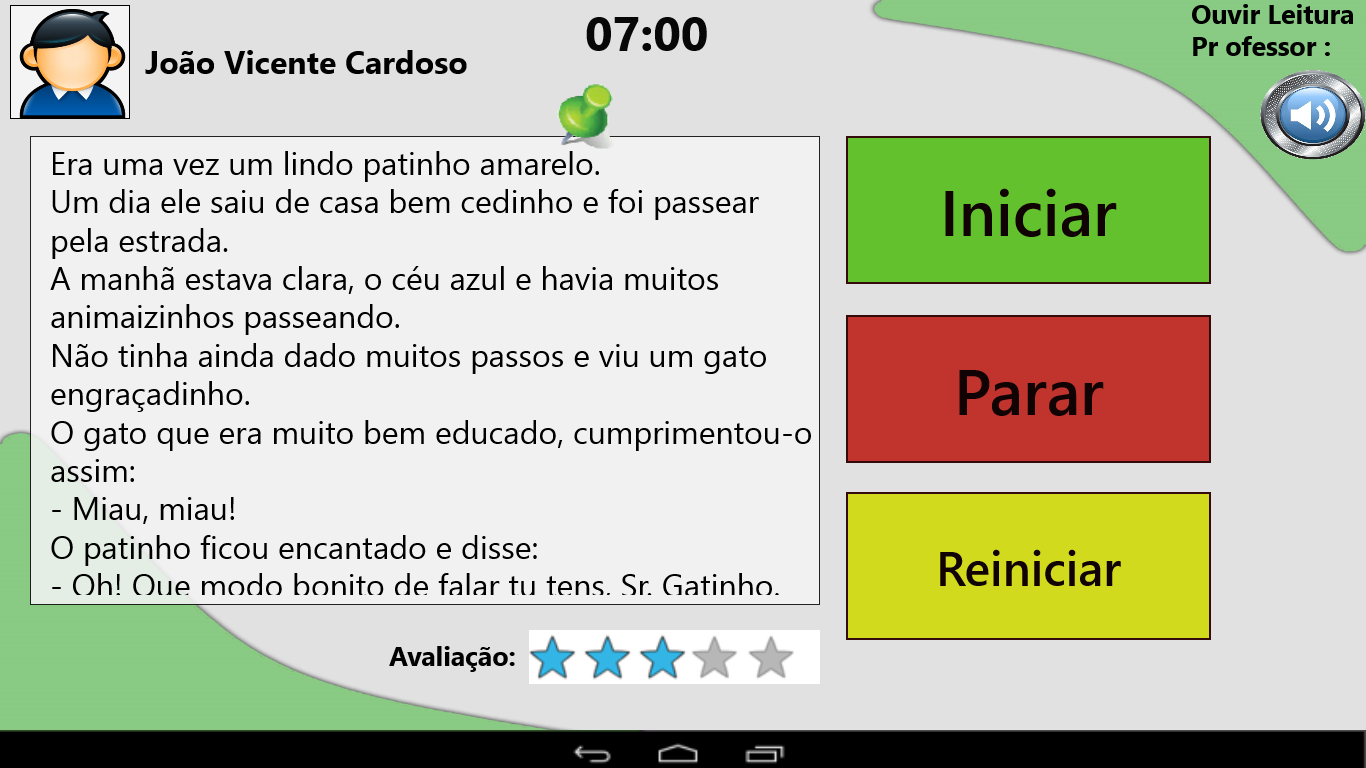 João Vicente Cardoso
07:00
Ouvir Leitura
Pr ofessor :
Era uma vez um lindo patinho amarelo.
Um dia ele saiu de casa bem cedinho e foi passear
pela estrada.
A manhã estava clara, o céu azul e havia muitos
animaizinhos passeando.
Não tinha ainda dado muitos passos e viu um gato
engraçadinho.
O gato que era muito bem educado, cumprimentou-o
assim:
- Miau, miau!
O patinho ficou encantado e disse:
- Oh! Que modo bonito de falar tu tens, Sr. Gatinho.
Iniciar
Parar
Reiniciar
Avaliação: